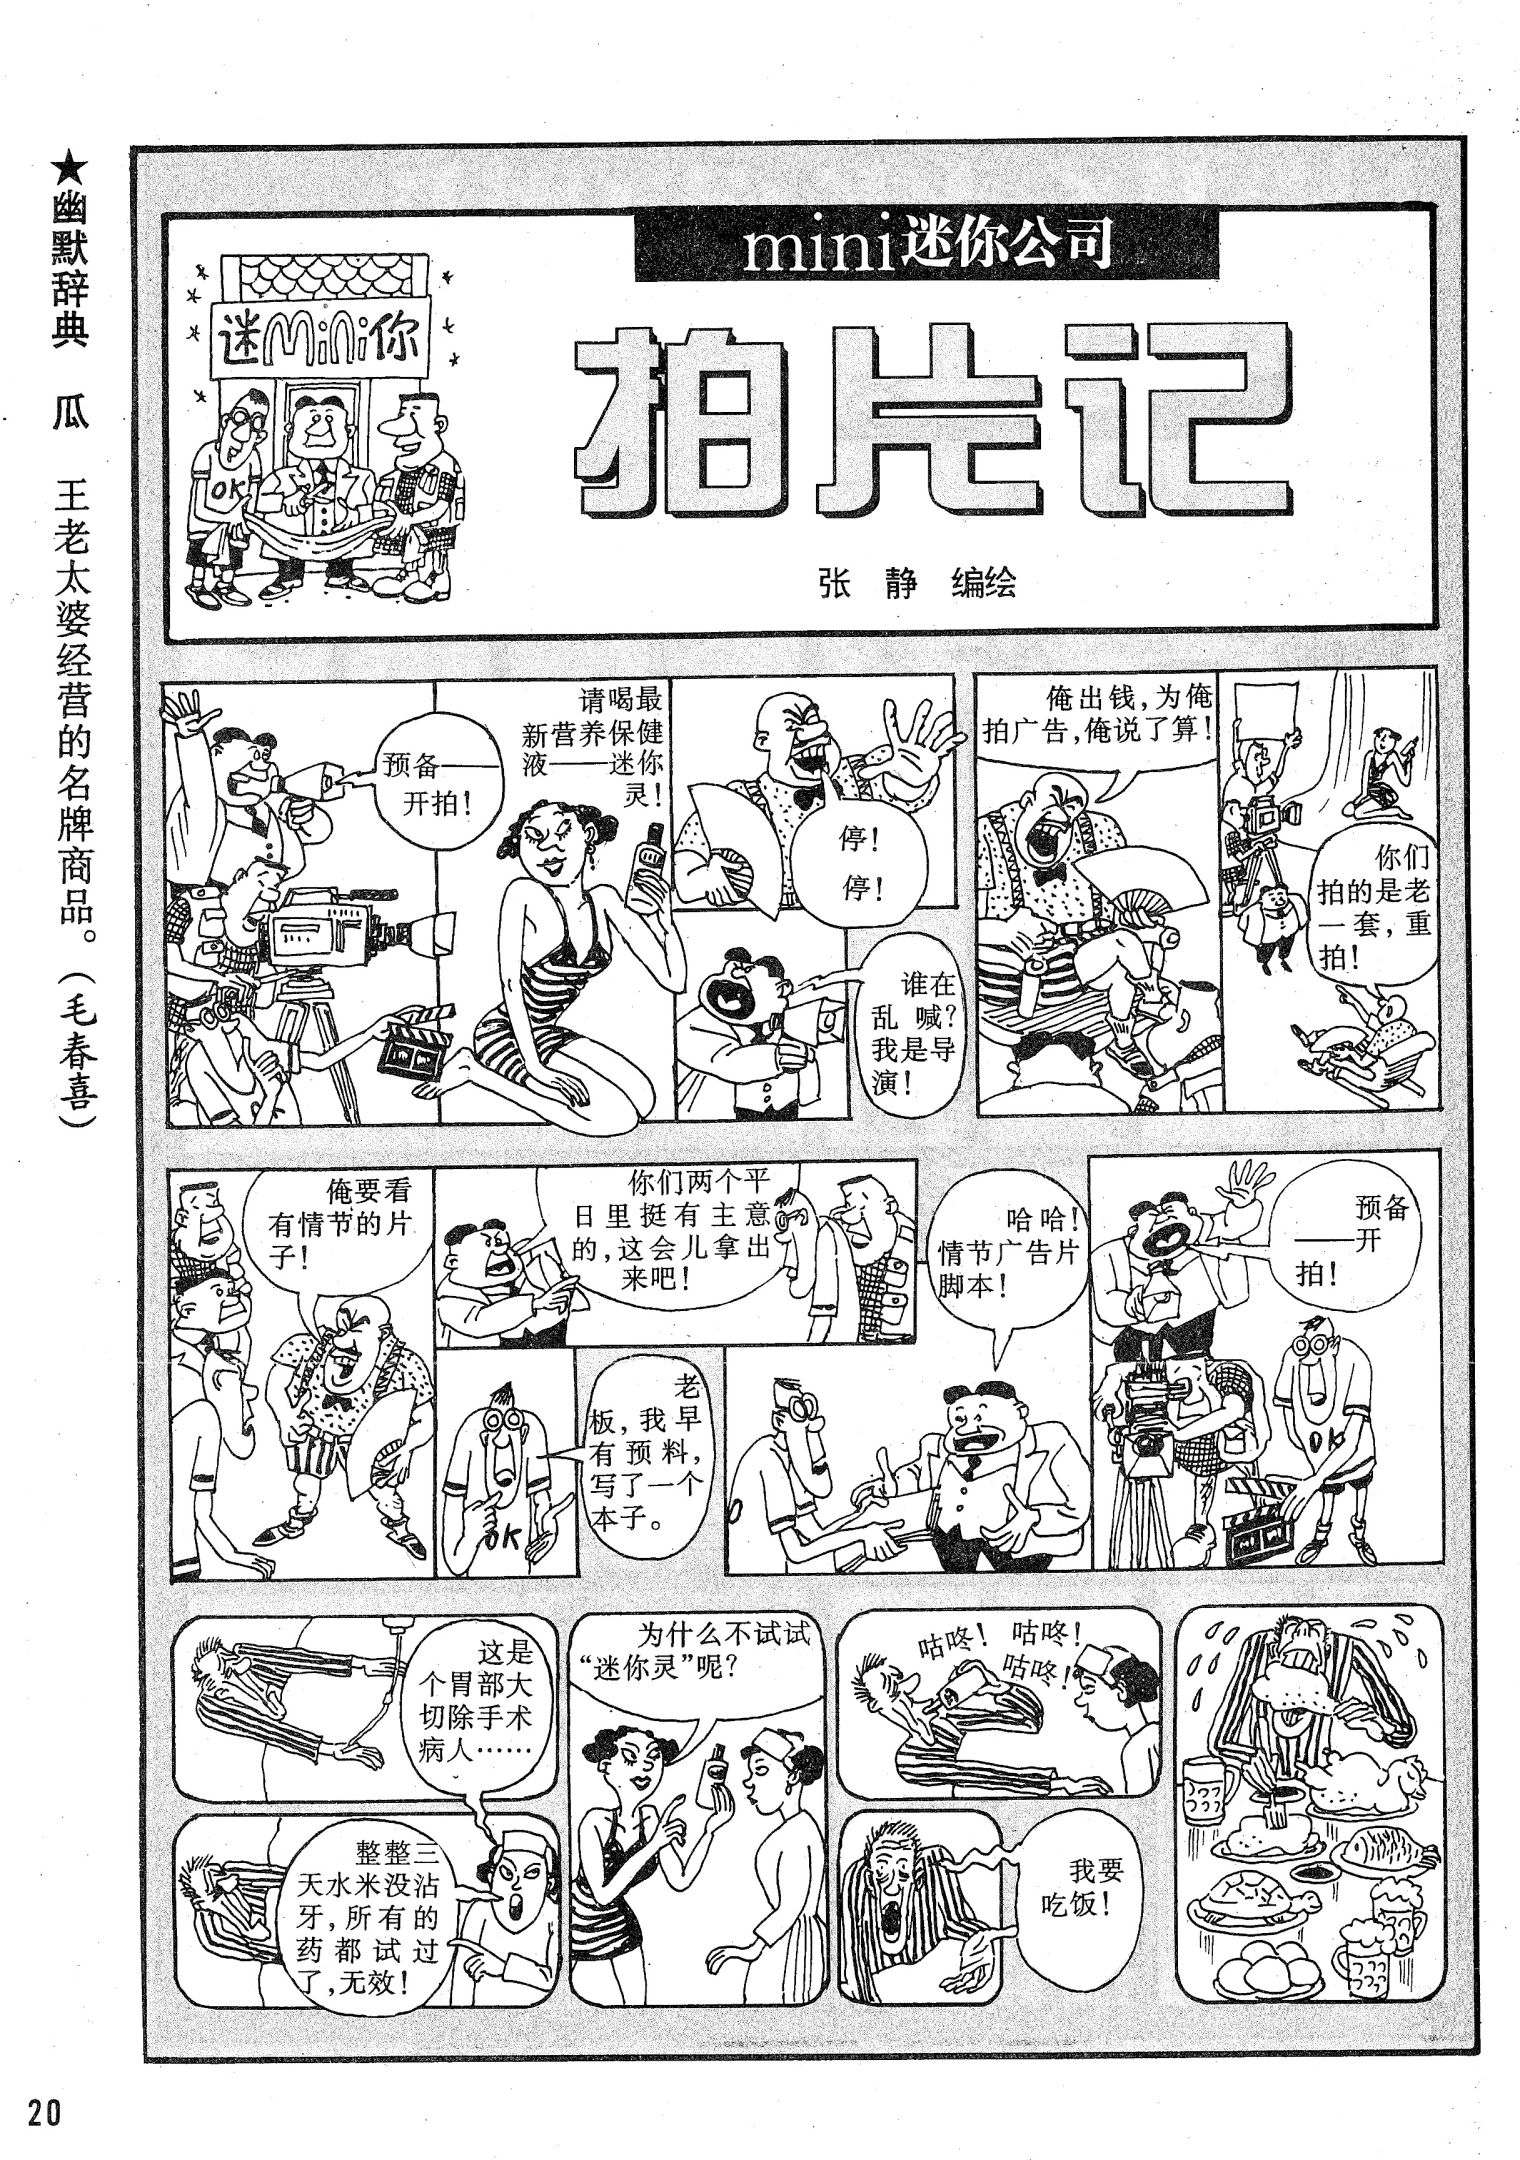 ★幽默辞典 瓜 王老太婆经营的名牌商品。(毛春喜)
mini迷你公司
迷Mini你
OK
拍片记
张 静 编绘
预备——
开拍!
请喝最
新营养保健
液——迷你
灵!
停!
停!
谁在
乱喊?
我是导
演!
俺出钱,为俺
拍广告,俺说了算!
你们
拍的是老
一套,重
拍!
俺要看
有情节的片
子!
你们两个平
日里挺有主意
的,这会儿拿出
来吧!
老
板,我早
有预料,
写了一个
本子。
OK
哈哈!
情节广告片
脚本!
预备
——开
拍!
OK
这是
个胃部大
切除手术
病人……
整整三
天水米没沾
牙,所有的
药都试过
了,无效!
为什么不试试
“迷你灵”呢?
咕咚!咕咚!
咕咚!
我要
吃饭!
20